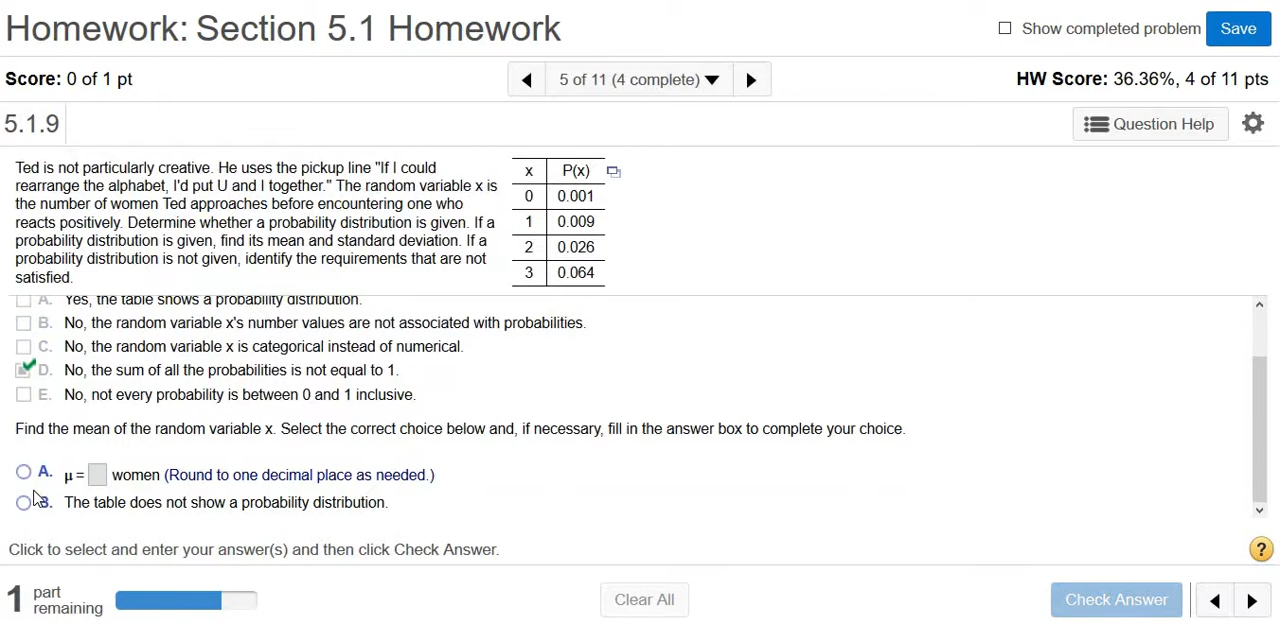 Homework: Section 5.1 Homework
Show completed problem
Save
Score: 0 of 1 pt
5 of 11 (4 complete)
HW Score: 36.36%, 4 of 11 pts
5.1.9
Question Help
Ted is not particularly creative. He uses the pickup line "If I could
rearrange the alphabet, I'd put U and I together." The random variable x is
the number of women Ted approaches before encountering one who
reacts positively. Determine whether a probability distribution is given. If a
probability distribution is given, find its mean and standard deviation. If a
probability distribution is not given, identify the requirements that are not
satisfied.
x P(x)
0 0.001
1 0.009
2 0.026
3 0.064
A. Yes, the table shows a probability distribution.
B. No, the random variable x's number values are not associated with probabilities.
C. No, the random variable x is categorical instead of numerical.
D. No, the sum of all the probabilities is not equal to 1.
E. No, not every probability is between 0 and 1 inclusive.
Find the mean of the random variable x. Select the correct choice below and, if necessary, fill in the answer box to complete your choice.
A. μ = women (Round to one decimal place as needed.)
B. The table does not show a probability distribution.
Click to select and enter your answer(s) and then click Check Answer.
?
1 part
remaining
Clear All
Check Answer